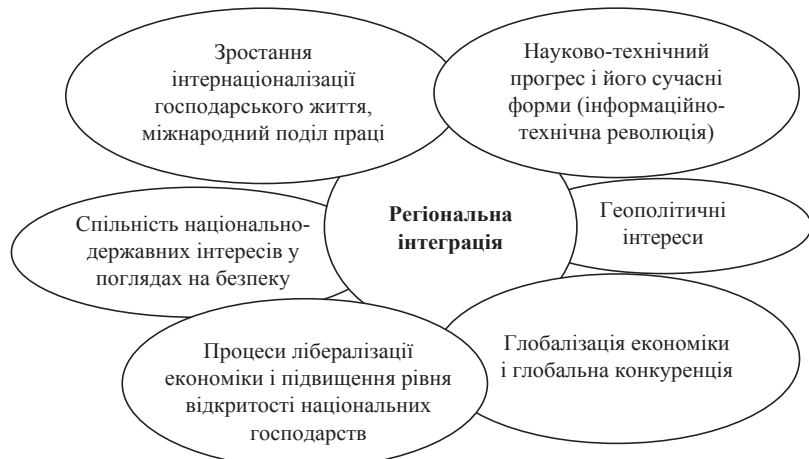 Зростання
інтернаціоналізації
господарського життя,
міжнародний поділ праці
Науково-технічний
прогрес і його сучасні
форми (інформаційно-
технічна революція)
Спільність національно-
державних інтересів у
поглядах на безпеку
Регіональна
інтеграція
Геополітичні
інтереси
Процеси лібералізації
економіки і підвищення рівня
відкритості національних
господарств
Глобалізація економіки
і глобальна конкуренція